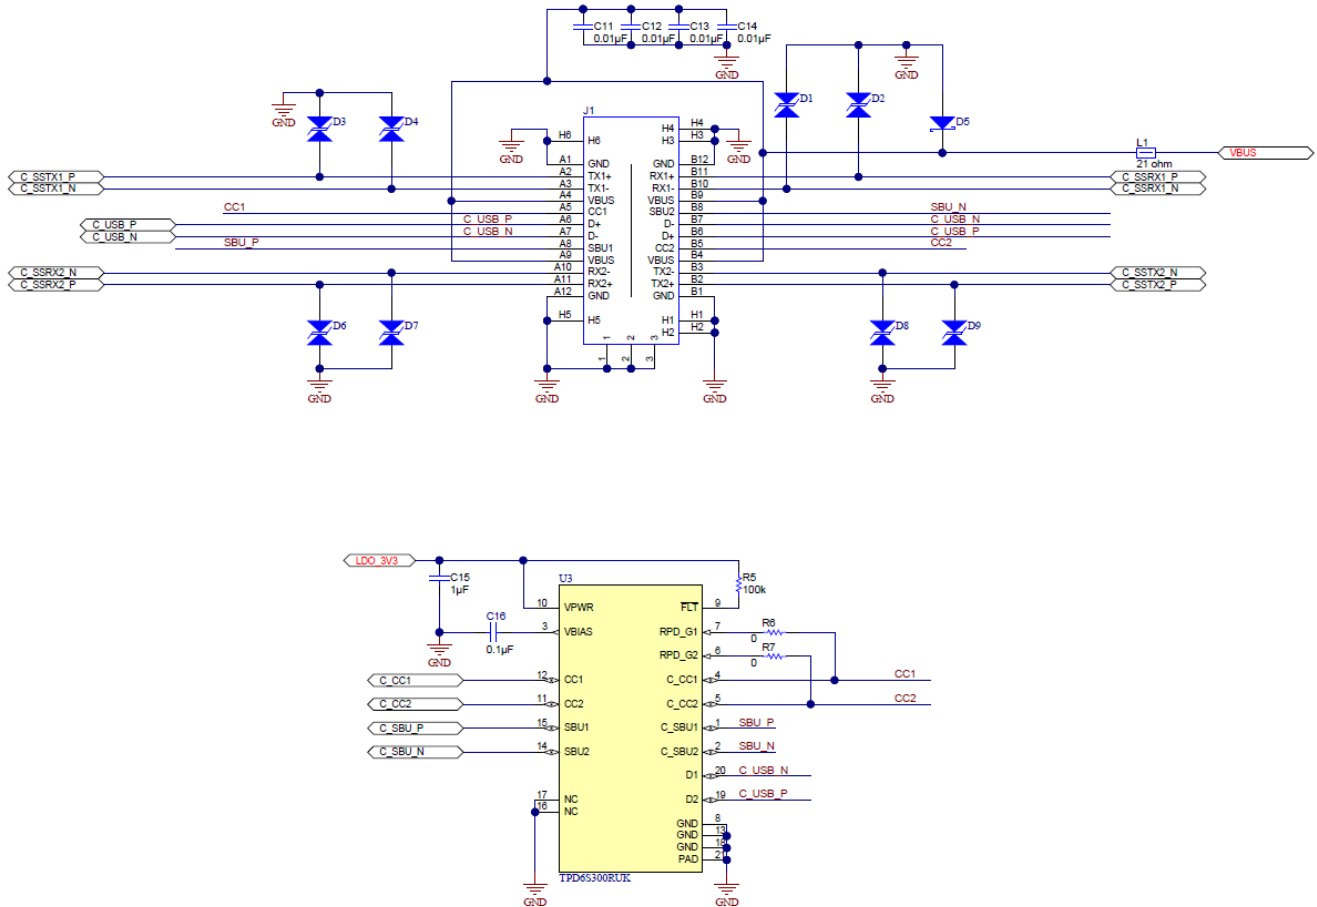 C11 C12 C13 C14
0.01µF 0.01µF 0.01µF 0.01µF
GND
GND
GND
D3 D4
J1
D1 D2
D5
L1
21 ohm
VBUS
GND
GND
H6 H6
H4 H4
H3 H3
A1 GND
GND B12
C_SSTX1_P
A2 TX1+
RX1+ B11
C_SSRX1_P
C_SSTX1_N
A3 TX1-
RX1- B10
C_SSRX1_N
A4 VBUS
VBUS B9
CC1
A5 CC1
SBU2 B8
SBU_N
C_USB_P
C_USB_P
A6 D+
D- B7
C_USB_N
C_USB_N
C_USB_N
A7 D-
D+ B6
C_USB_P
SBU_P
A8 SBU1
CC2 B5
CC2
A9 VBUS
VBUS B4
C_SSRX2_N
A10 RX2-
TX2- B3
C_SSTX2_N
C_SSRX2_P
A11 RX2+
TX2+ B2
C_SSTX2_P
A12 GND
GND B1
H5 H5
H1 H1
H2 H2
D6 D7
D8 D9
1 2 3
1 2 3
GND
GND
GND
GND
LDO_3V3
C15
1µF
C16
0.1µF
GND
U3
R5
100k
10 VPWR
FLT 9
3 VBIAS
RPD_G1 7
R6
0
RPD_G2 6
R7
0
C_CC1
12 CC1
C_CC1 4
CC1
C_CC2
11 CC2
C_CC2 5
CC2
C_SBU_P
15 SBU1
C_SBU1 1
SBU_P
C_SBU_N
14 SBU2
C_SBU2 2
SBU_N
D1 20
C_USB_N
17 NC
D2 19
C_USB_P
16 NC
GND 8
GND 13
GND 18
PAD 21
TPD6S300RUK
GND
GND